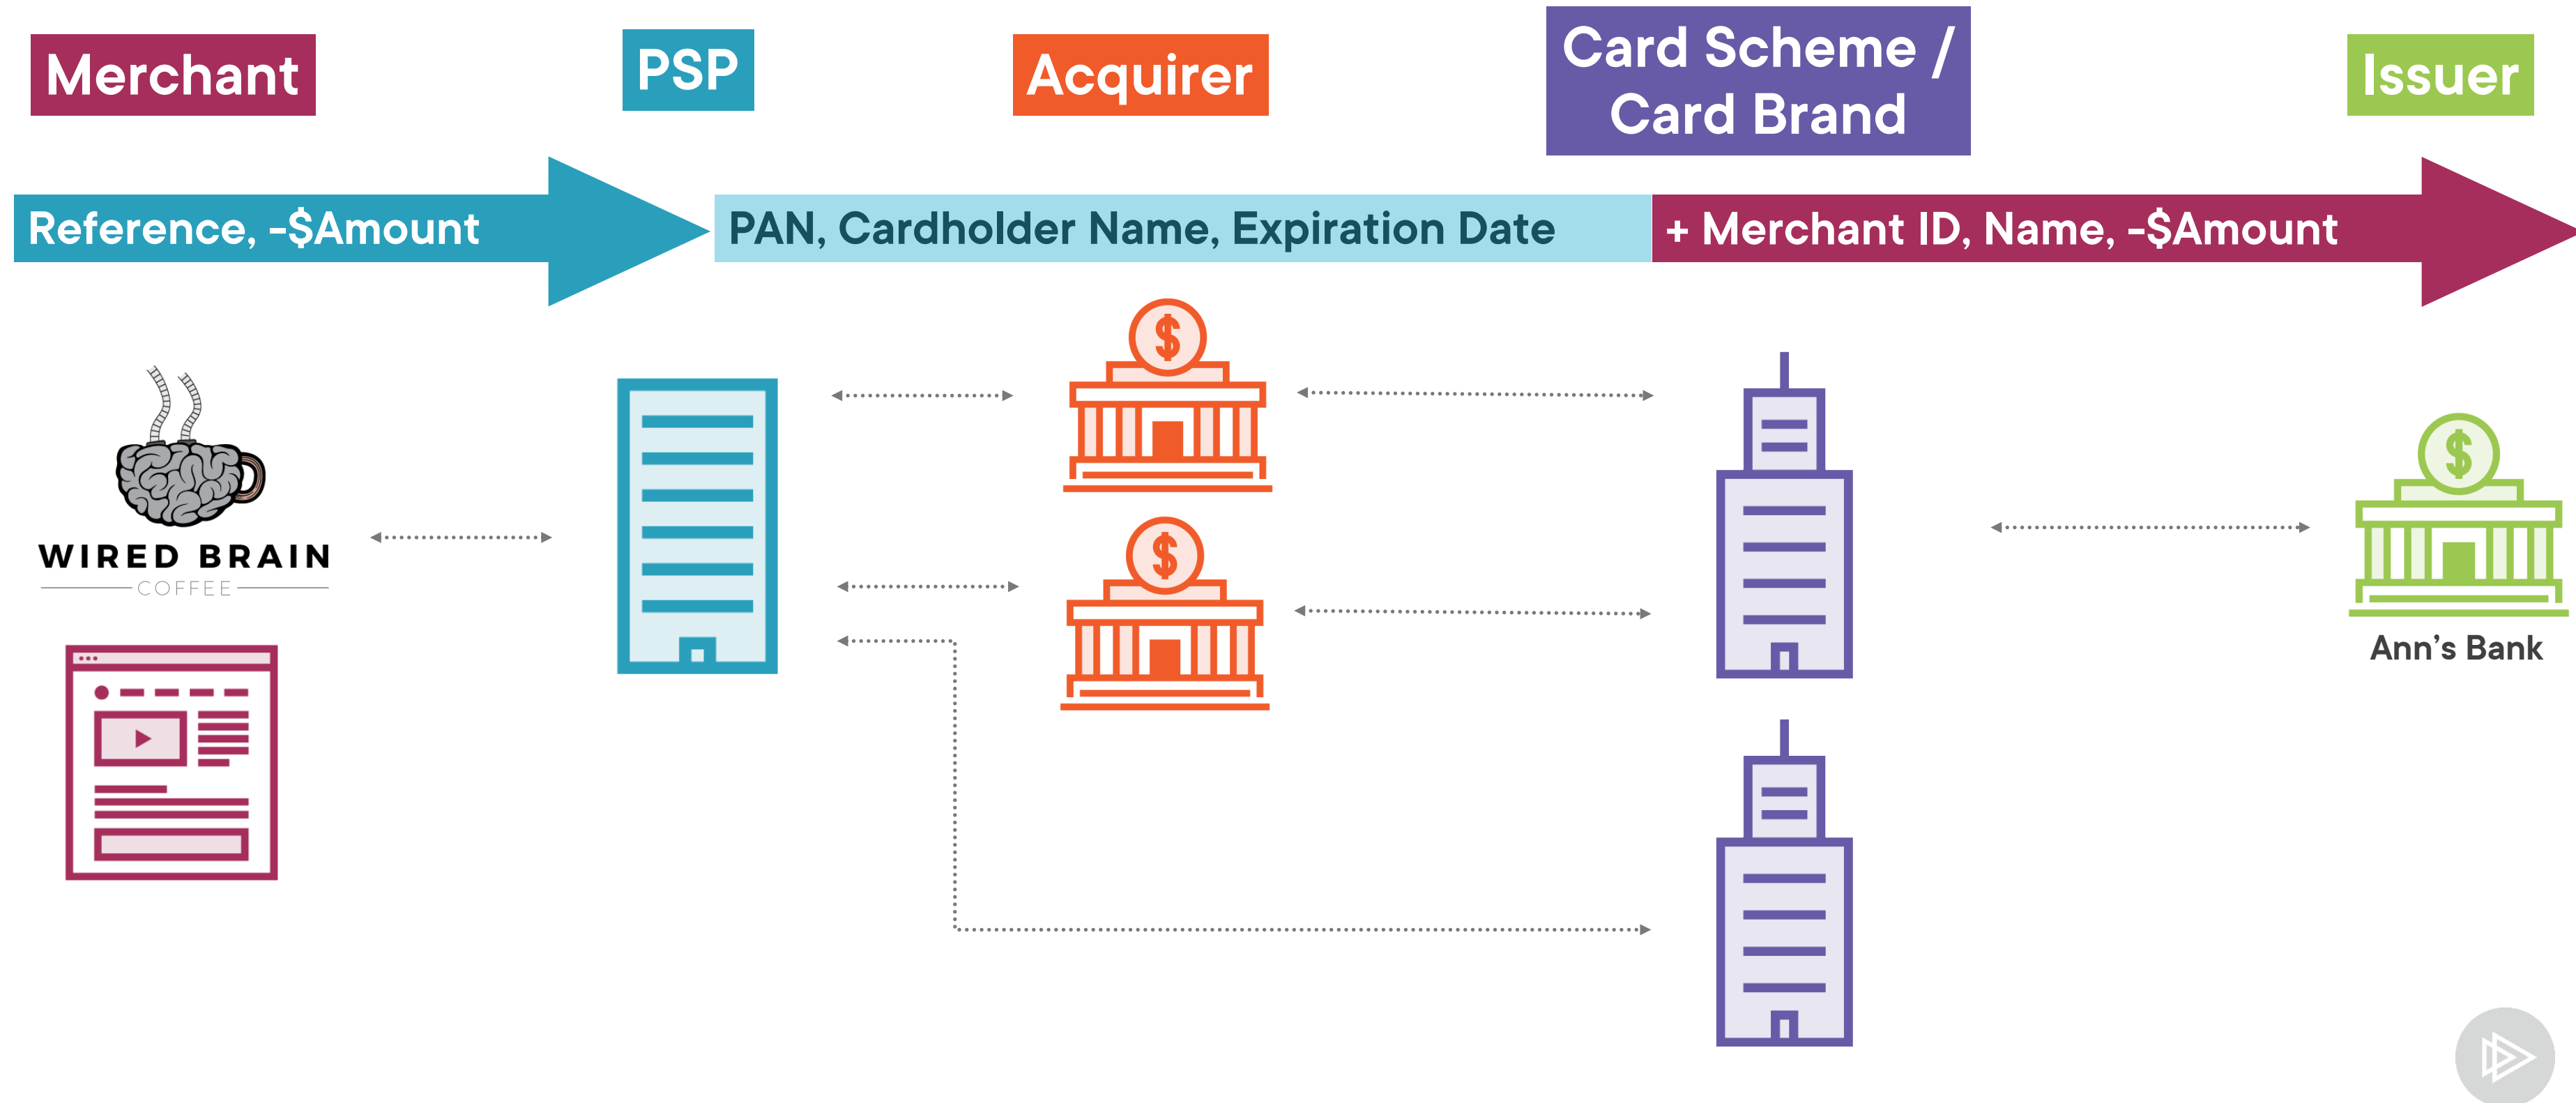 Merchant
PSP
Acquirer
Card Scheme /
Card Brand
Issuer
Reference, -$Amount
PAN, Cardholder Name, Expiration Date
+ Merchant ID, Name, -$Amount
$
$
$
WIRED BRAIN
COFFEE
Ann's Bank